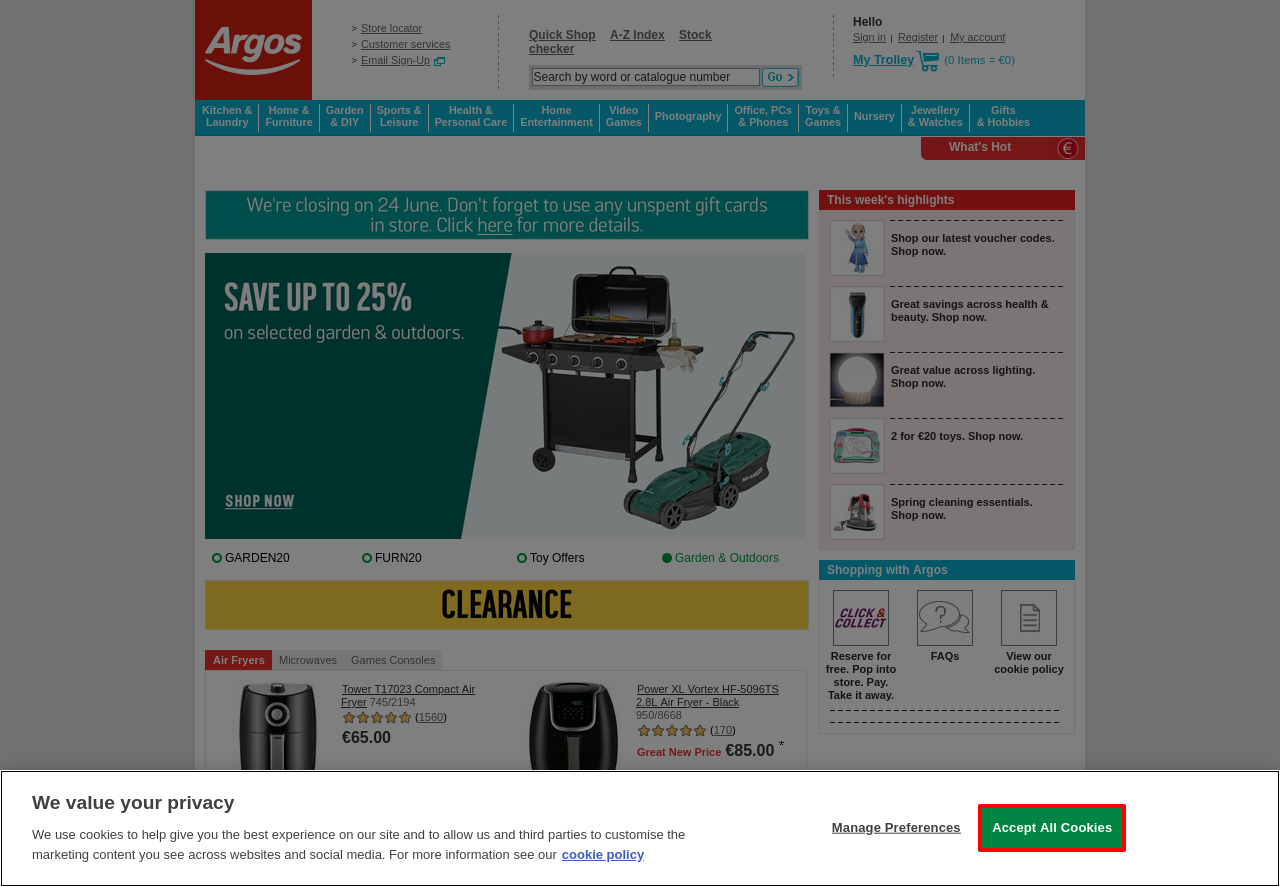 Argos
> Store locator
> Customer services
> Email Sign-Up
Quick Shop A-Z Index Stock
checker
Search by word or catalogue number Go >
Hello
Sign in | Register | My account
My Trolley (0 Items = €0)
Kitchen &
Laundry
Home &
Furniture
Garden
& DIY
Sports &
Leisure
Health &
Personal Care
Home
Entertainment
Video
Games
Photography
Office, PCs
& Phones
Toys &
Games
Nursery
Jewellery
& Watches
Gifts
& Hobbies
What's Hot €
We're closing on 24 June. Don't forget to use any unspent gift cards
in store. Click here for more details.
SAVE UP TO 25%
on selected garden & outdoors.
SHOP NOW
GARDEN20 FURN20 Toy Offers Garden & Outdoors
CLEARANCE
Air Fryers Microwaves Games Consoles
Tower T17023 Compact Air
Fryer 745/2194
(1560)
€65.00
Power XL Vortex HF-5096TS
2.8L Air Fryer - Black
950/8668
(170)
Great New Price €85.00 *
This week's highlights
Shop our latest voucher codes.
Shop now.
Great savings across health &
beauty. Shop now.
Great value across lighting.
Shop now.
2 for €20 toys. Shop now.
Spring cleaning essentials.
Shop now.
Shopping with Argos
CLICK &
COLLECT
Reserve for
free. Pop into
store. Pay.
Take it away.
?
FAQs
View our
cookie policy
We value your privacy
We use cookies to help give you the best experience on our site and to allow us and third parties to customise the
marketing content you see across websites and social media. For more information see our cookie policy
Manage Preferences
Accept All Cookies